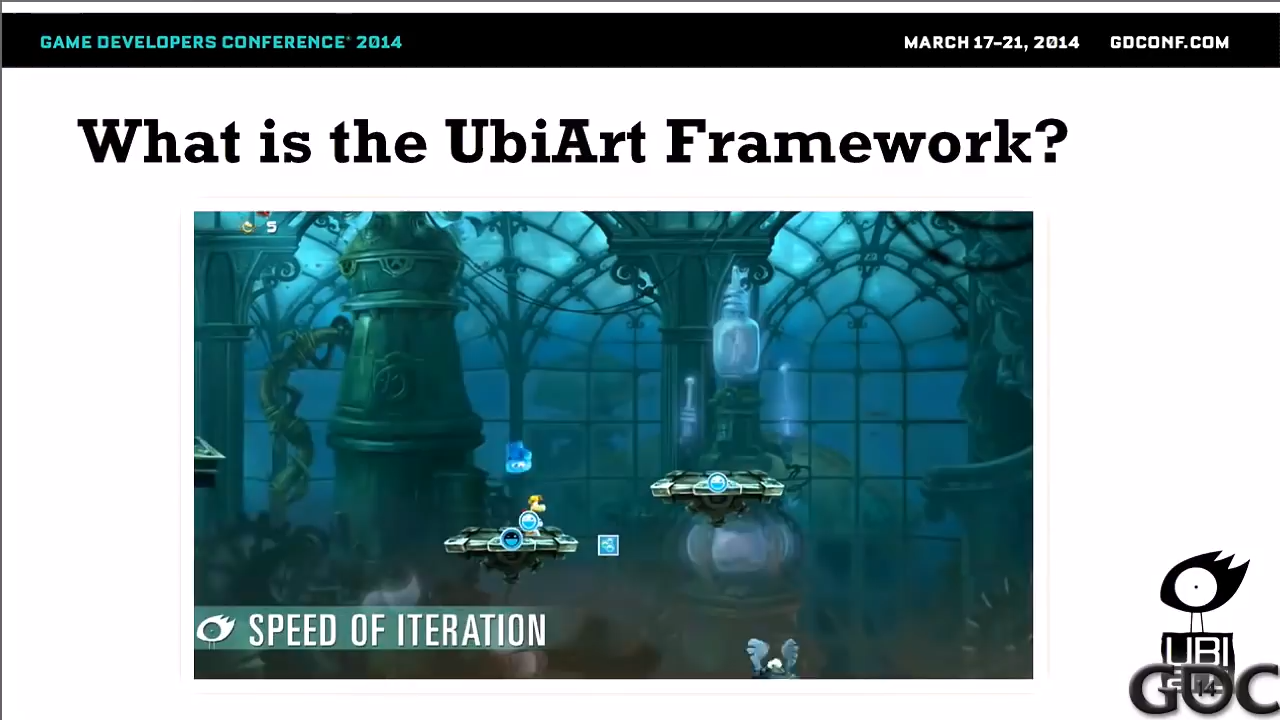 GAME DEVELOPERS CONFERENCE® 2014
MARCH 17–21, 2014 GDCONF.COM
What is the UbiArt Framework?
5
SPEED OF ITERATION
UBI
14
GDC